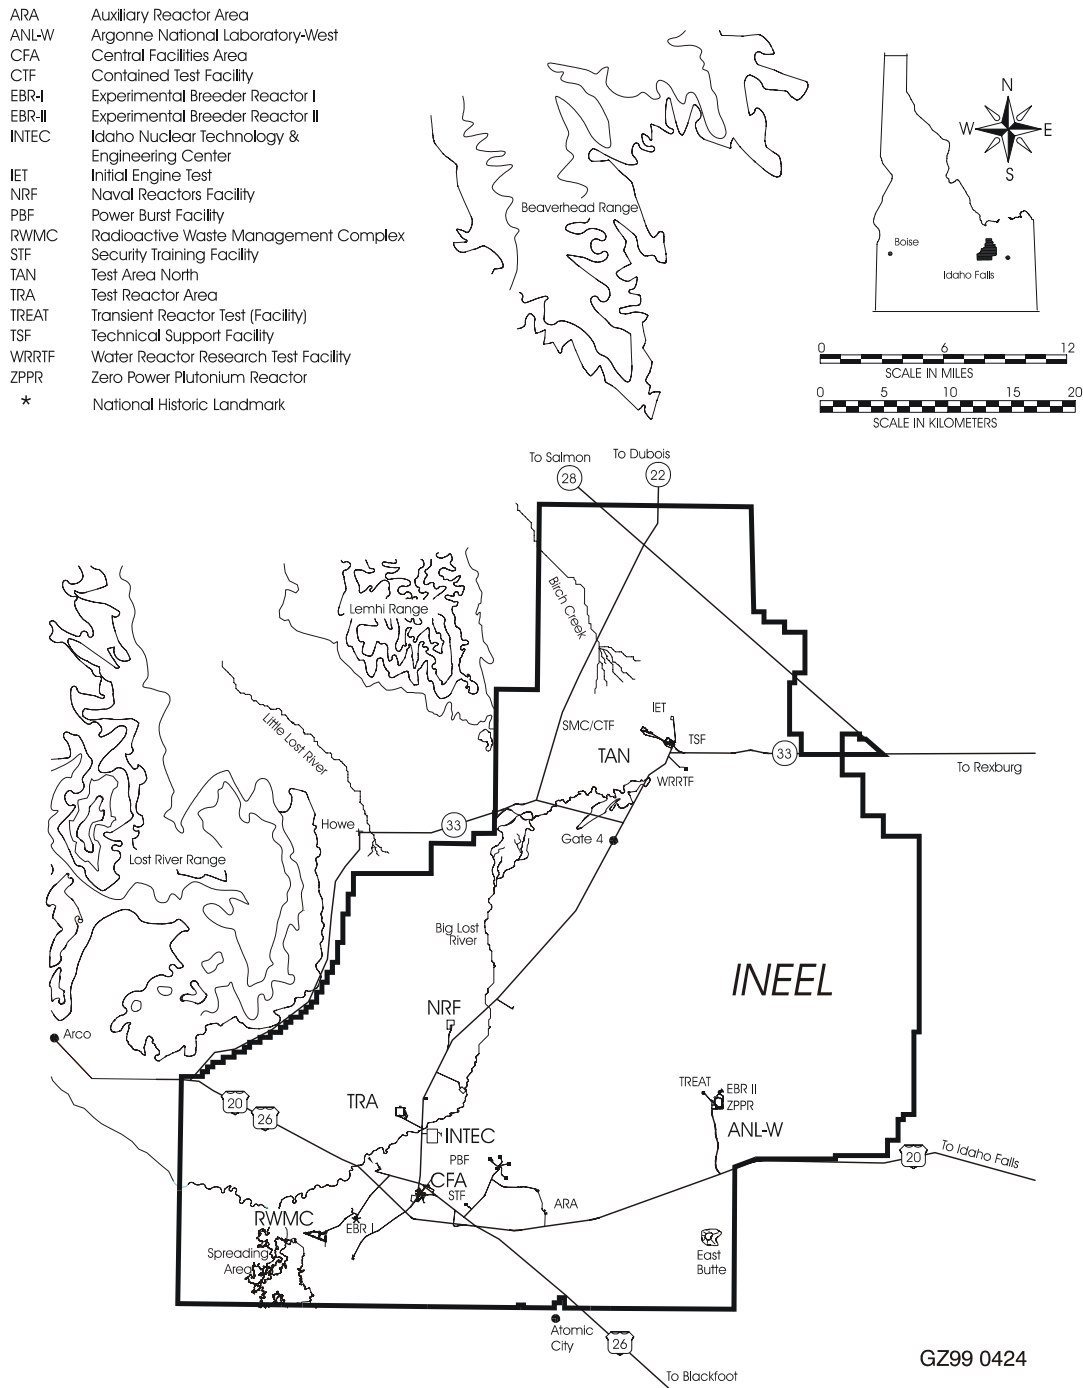 ARA Auxiliary Reactor Area
ANL-W Argonne National Laboratory-West
CFA Central Facilities Area
CTF Contained Test Facility
EBR-I Experimental Breeder Reactor I
EBR-II Experimental Breeder Reactor II
INTEC Idaho Nuclear Technology &
Engineering Center
IET Initial Engine Test
NRF Naval Reactors Facility
PBF Power Burst Facility
RWMC Radioactive Waste Management Complex
STF Security Training Facility
TAN Test Area North
TRA Test Reactor Area
TREAT Transient Reactor Test (Facility)
TSF Technical Support Facility
WRRTF Water Reactor Research Test Facility
ZPPR Zero Power Plutonium Reactor
* National Historic Landmark
Beaverhead Range
N
W E
S
Boise
Idaho Falls
0 6 12
SCALE IN MILES
0 5 10 15 20
SCALE IN KILOMETERS
To Salmon
28
To Dubois
22
Birch Creek
Lemhi Range
Little Lost River
IET
SMC/CTF
TSF
TAN
33
To Rexburg
WRRTF
Howe
33
Gate 4
Lost River Range
Big Lost
River
INEEL
NRF
Arco
TREAT
EBR II
ZPPR
20
26
TRA
INTEC
ANL-W
PBF
To Idaho Falls
20
CFA
STF
ARA
RWMC
*
EBR I
Spreading
Area
East
Butte
Atomic
City
26
To Blackfoot
GZ99 0424